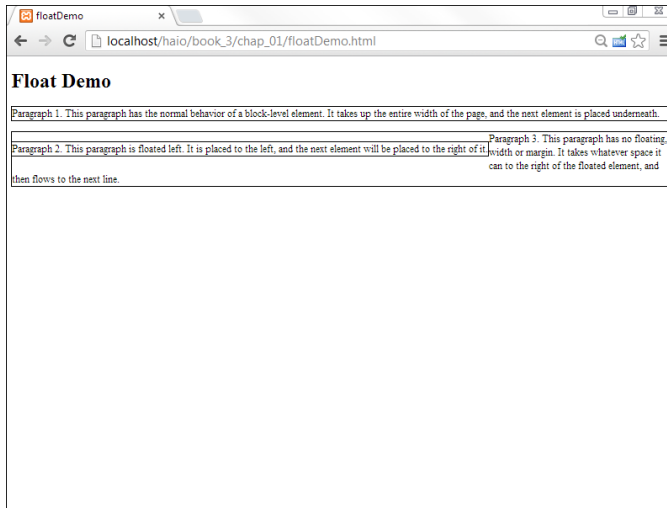 floatDemo
localhost/haio/book_3/chap_01/floatDemo.html
Float Demo
Paragraph 1. This paragraph has the normal behavior of a block-level element. It takes up the entire width of the page, and the next element is placed underneath.
Paragraph 2. This paragraph is floated left. It is placed to the left, and the next element will be placed to the right of it.
Paragraph 3. This paragraph has no floating,
width or margin. It takes whatever space it
can to the right of the floated element, and
then flows to the next line.